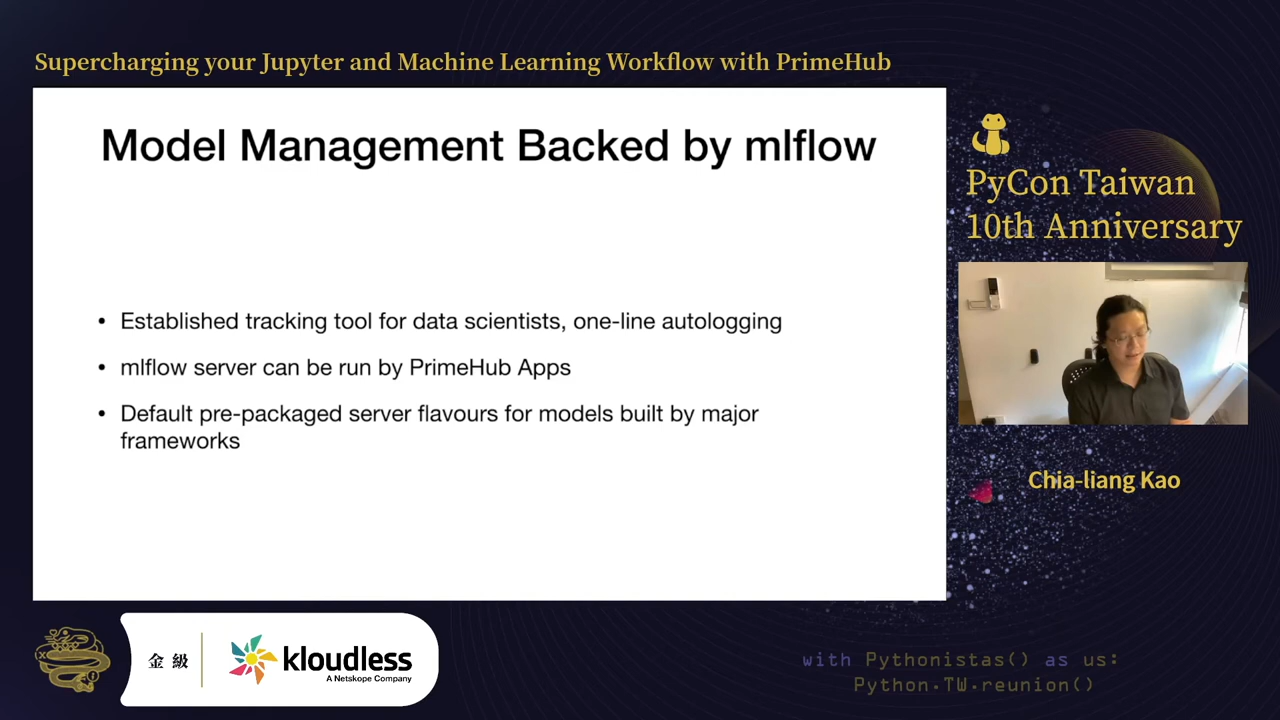 Supercharging your Jupyter and Machine Learning Workflow with PrimeHub
Model Management Backed by mlflow
• Established tracking tool for data scientists, one-line autologging
• mlflow server can be run by PrimeHub Apps
• Default pre-packaged server flavours for models built by major
frameworks
PyCon Taiwan
10th Anniversary
Chia-liang Kao
金級
kloudless
A Netskope Company
with Pythonistas() as us:
Python.TW.reunion()